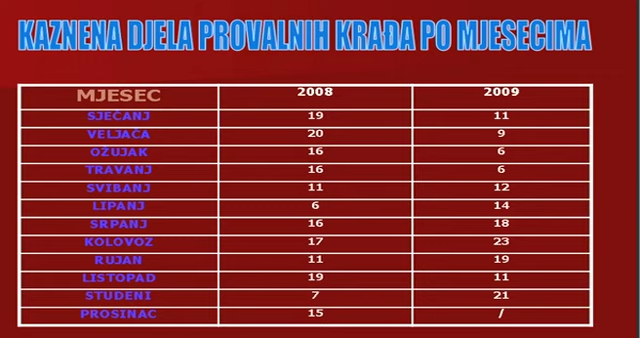 KAZNENA DJELA PROVALNIH KRAĐA PO MJESECIMA
MJESEC 2008 2009
SJEČANJ 19 11
VELJAČA 20 9
OŽUJAK 16 6
TRAVANJ 16 6
SVIBANJ 11 12
LIPANJ 6 14
SRPANJ 16 18
KOLOVOZ 17 23
RUJAN 11 19
LISTOPAD 19 11
STUDENI 7 21
PROSINAC 15 /